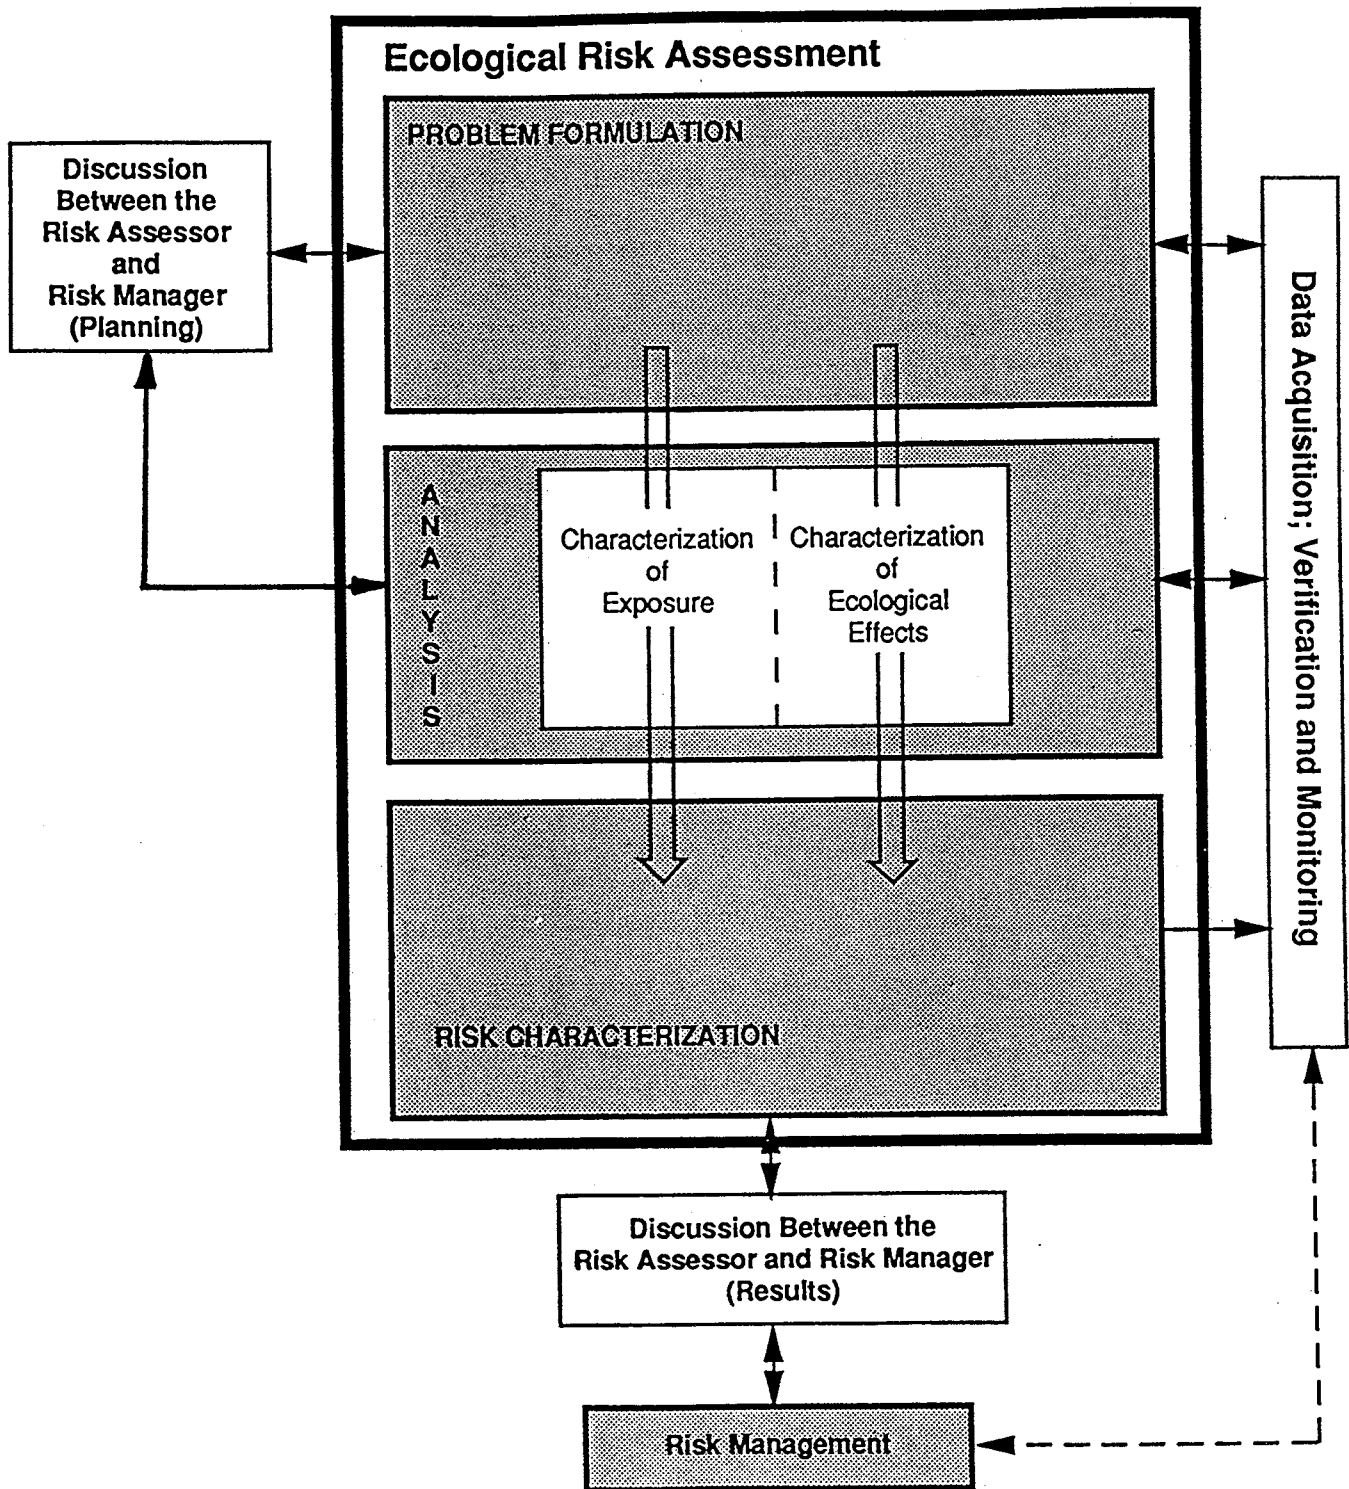 Ecological Risk Assessment
PROBLEM FORMULATION
Discussion
Between the
Risk Assessor
and
Risk Manager
(Planning)
ANALYSIS
Characterization
of
Exposure
Characterization
of
Ecological
Effects
Data Acquisition; Verification and Monitoring
RISK CHARACTERIZATION
Discussion Between the
Risk Assessor and Risk Manager
(Results)
Risk Management